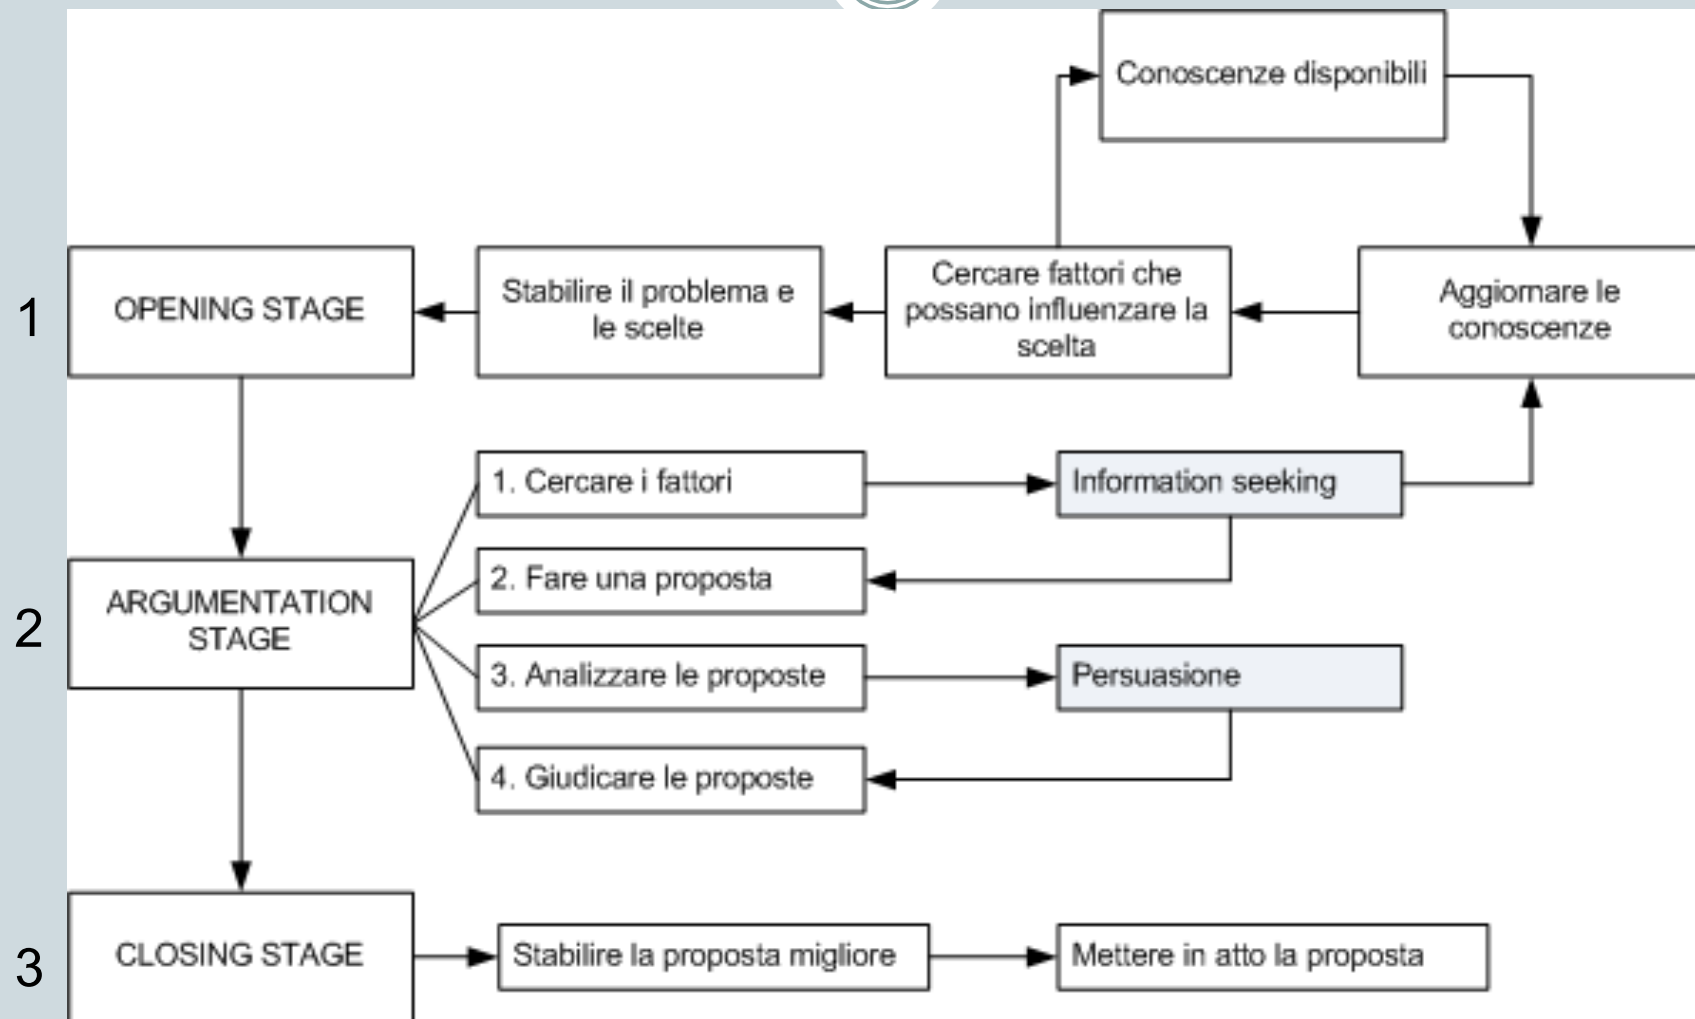 Conoscenze disponibili
1
OPENING STAGE
Stabilire il problema e
le scelte
Cercare fattori che
possano influenzare la
scelta
Aggiornare le
conoscenze
2
ARGUMENTATION
STAGE
1. Cercare i fattori
Information seeking
2. Fare una proposta
3. Analizzare le proposte
Persuasione
4. Giudicare le proposte
3
CLOSING STAGE
Stabilire la proposta migliore
Mettere in atto la proposta